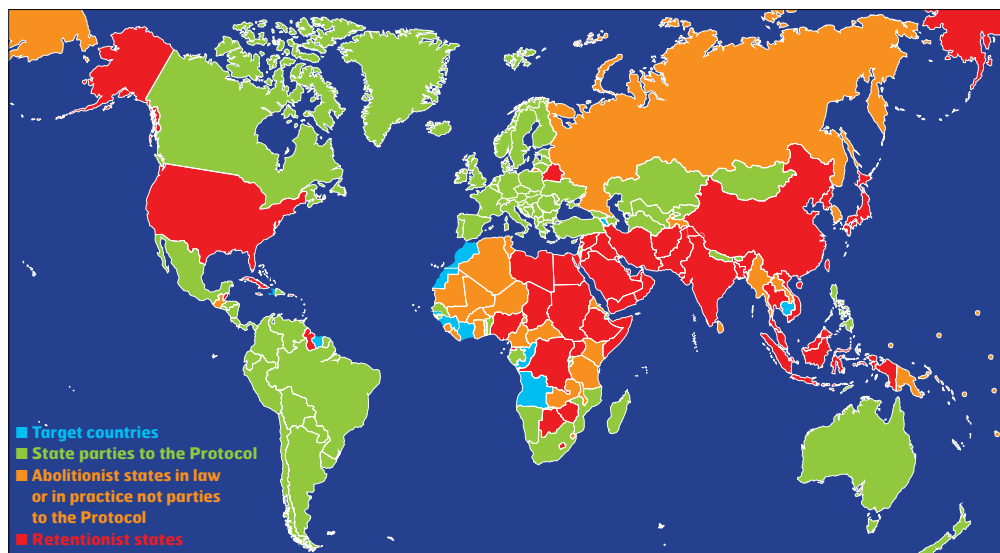 Target countries
State parties to the Protocol
Abolitionist states in law
or in practice not parties
to the Protocol
Retentionist states